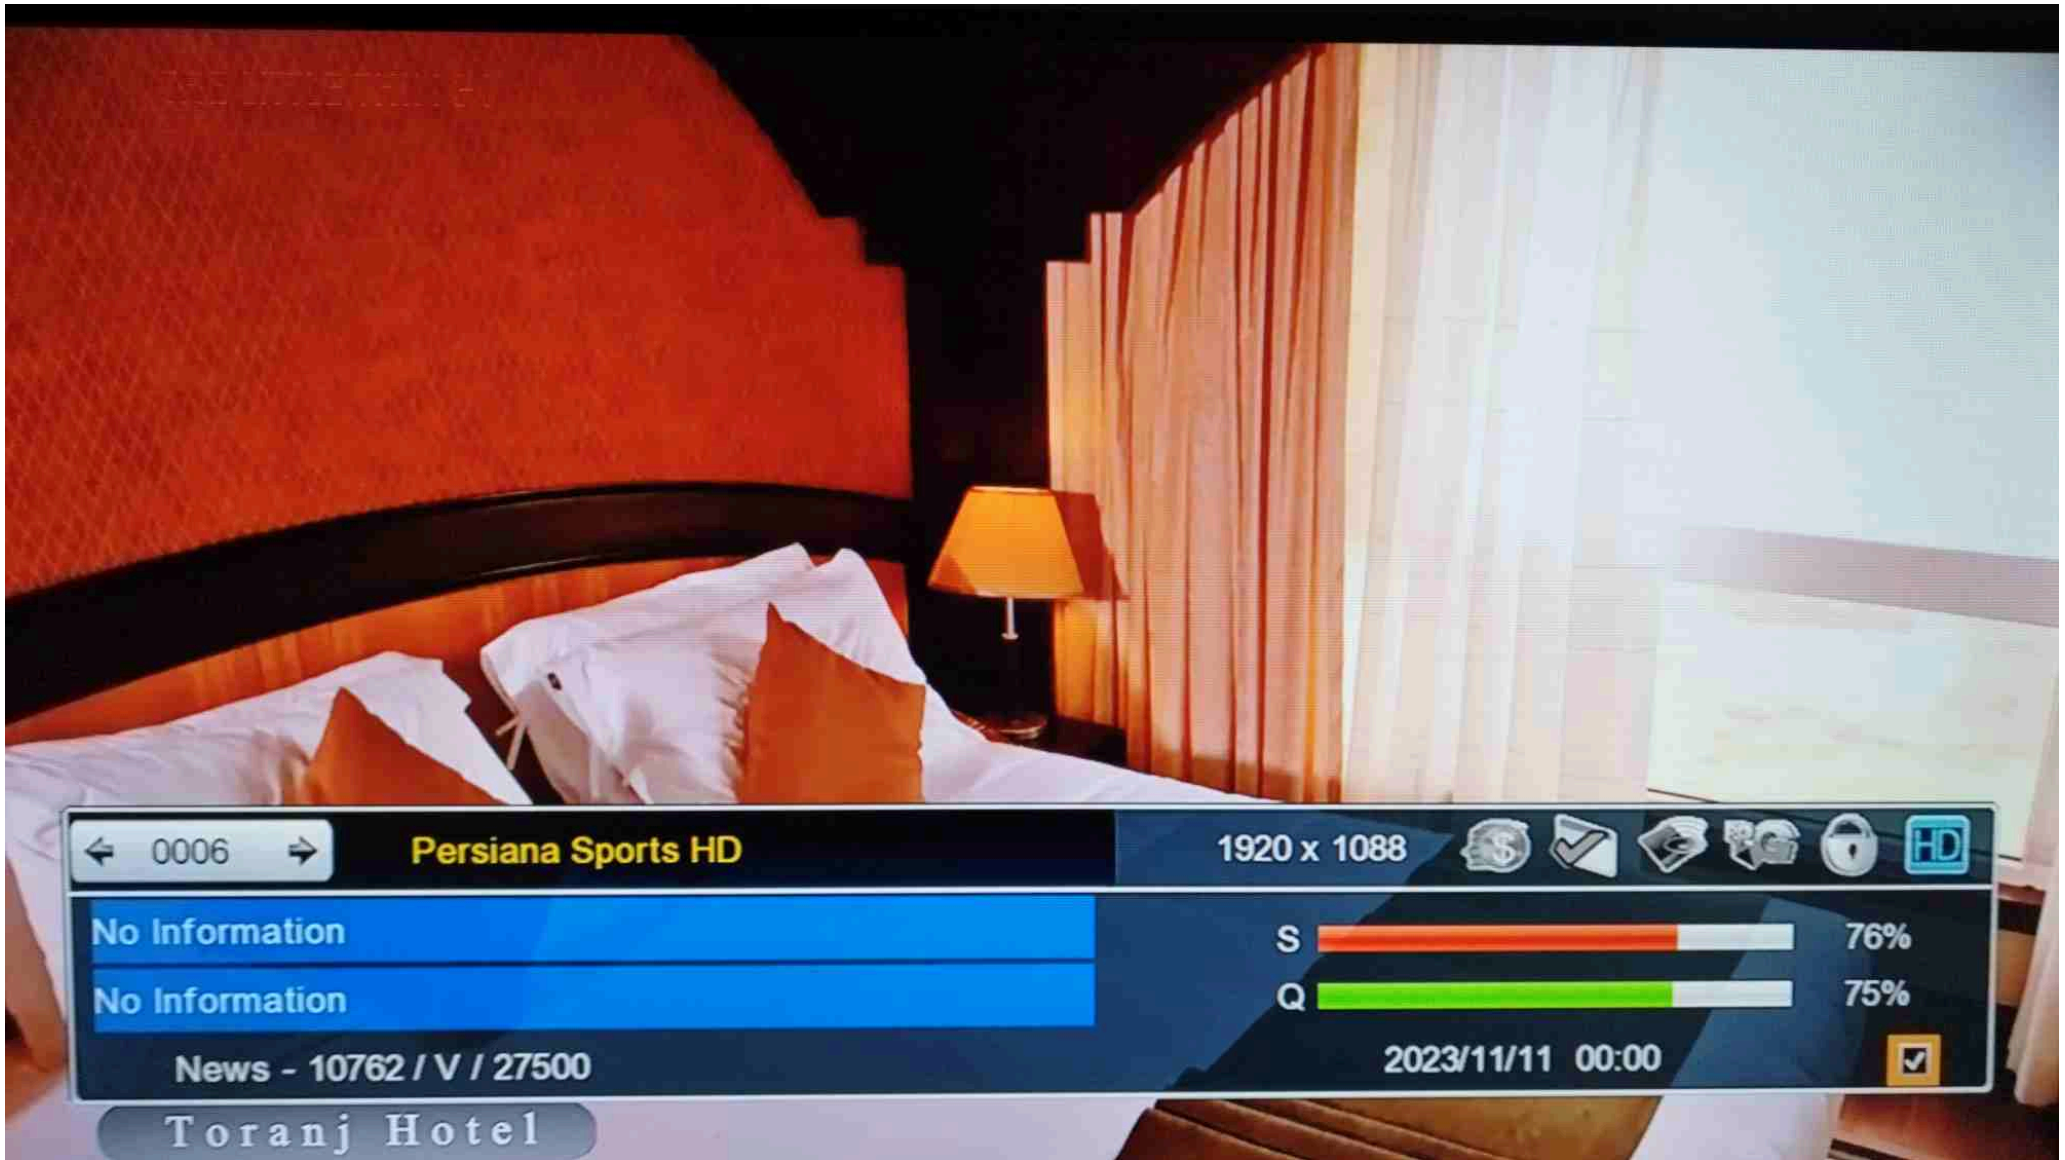 0006
Persiana Sports HD
1920 x 1088
HD
No Information
No Information
S 76%
Q 75%
News - 10762 / V / 27500
2023/11/11 00:00
Toranj Hotel